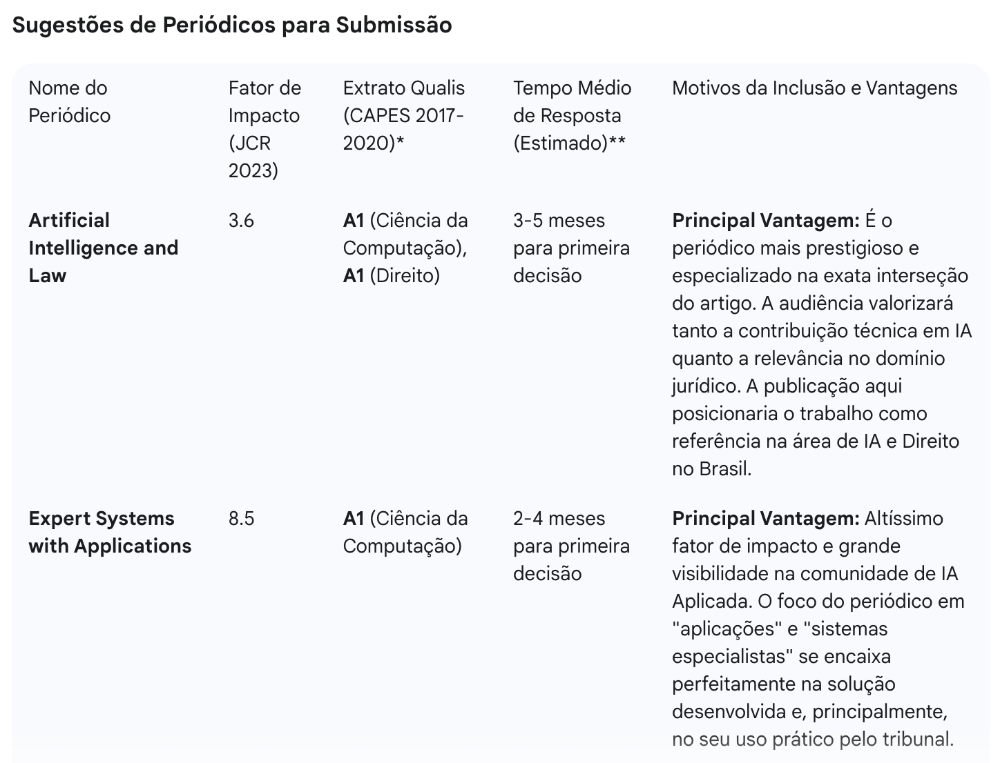 Sugestões de Periódicos para Submissão
Nome do
Periódico
Fator de
Impacto
(JCR
2023)
Extrato Qualis
(CAPES 2017-
2020)*
Tempo Médio
de Resposta
(Estimado)**
Motivos da Inclusão e Vantagens
Artificial
Intelligence and
Law
3.6
A1 (Ciência da
Computação),
A1 (Direito)
3-5 meses
para primeira
decisão
Principal Vantagem: É o
periódico mais prestigioso e
especializado na exata interseção
do artigo. A audiência valorizará
tanto a contribuição técnica em IA
quanto a relevância no domínio
jurídico. A publicação aqui
posicionaria o trabalho como
referência na área de IA e Direito
no Brasil.
Expert Systems
with Applications
8.5
A1 (Ciência da
Computação)
2-4 meses
para primeira
decisão
Principal Vantagem: Altíssimo
fator de impacto e grande
visibilidade na comunidade de IA
Aplicada. O foco do periódico em
"aplicações" e "sistemas
especialistas" se encaixa
perfeitamente na solução
desenvolvida e, principalmente,
no seu uso prático pelo tribunal.